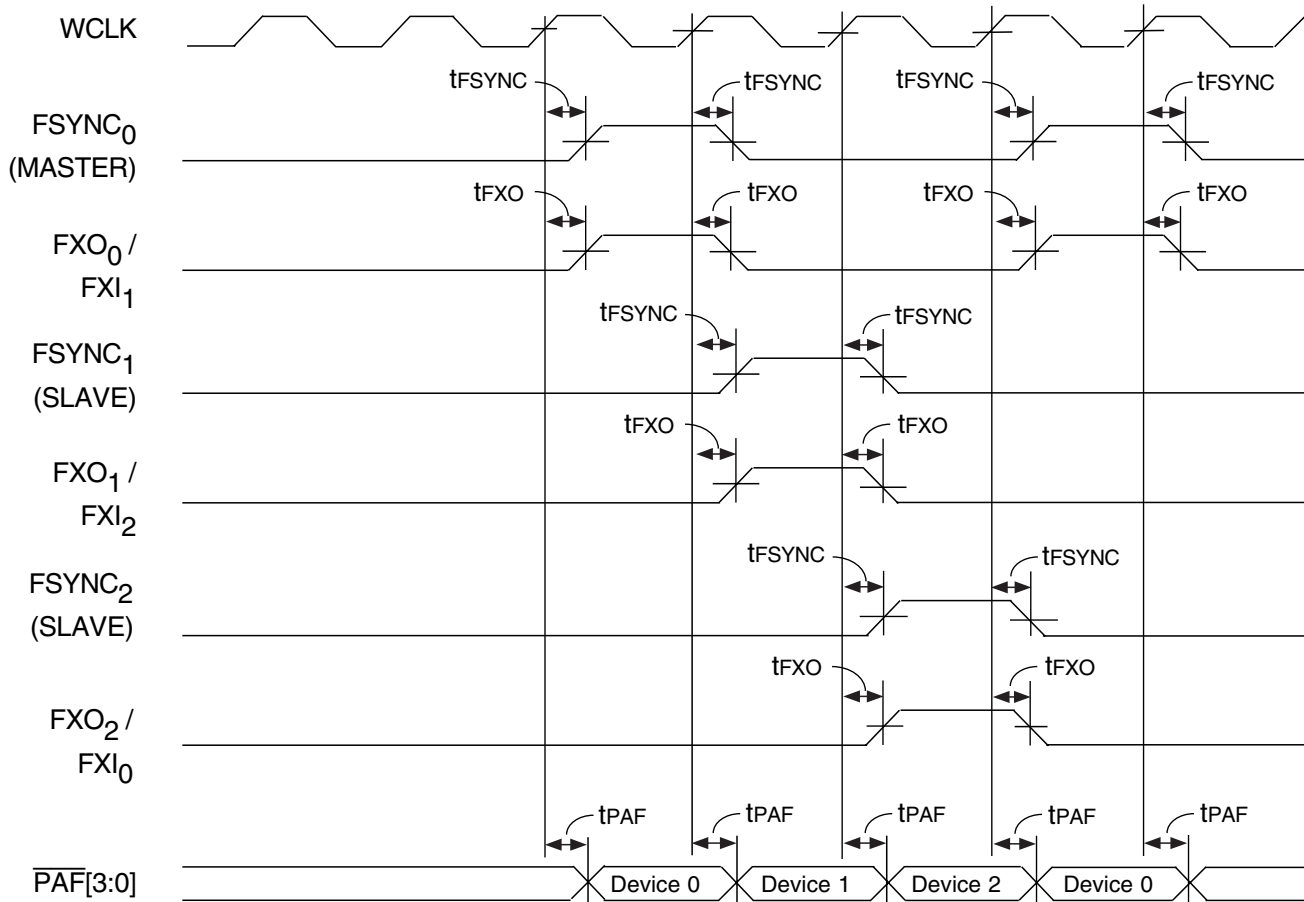 WCLK
tFSYNC tFSYNC tFSYNC tFSYNC
FSYNC0
(MASTER)
tFXO tFXO tFXO tFXO
FXO0 /
FXI1
tFSYNC tFSYNC
FSYNC1
(SLAVE)
tFXO tFXO
FXO1 /
FXI2
tFSYNC tFSYNC
FSYNC2
(SLAVE)
tFXO tFXO
FXO2 /
FXI0
tPAF tPAF tPAF tPAF tPAF
P̅A̅F̅[3:0] Device 0 Device 1 Device 2 Device 0